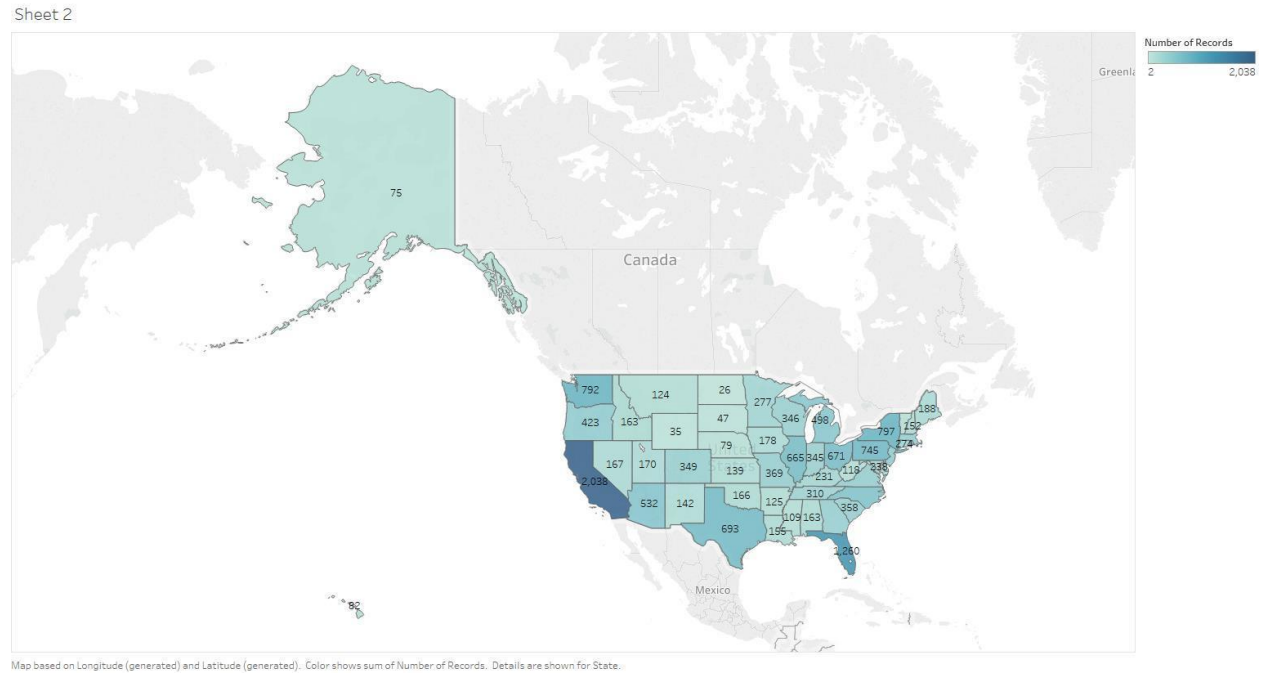 Sheet 2
Number of Records
2 2,038
Greenla
75
Canada
792 124 26 277 188
423 163 47 346 498 152
35 797
79 178 274
2,038 167 170 349 United States 665 345 671 745
139 369 231 118 238
532 142 166 310
125 358
693 155 109 163
1,260
82
Mexico
Map based on Longitude (generated) and Latitude (generated). Color shows sum of Number of Records. Details are shown for State.